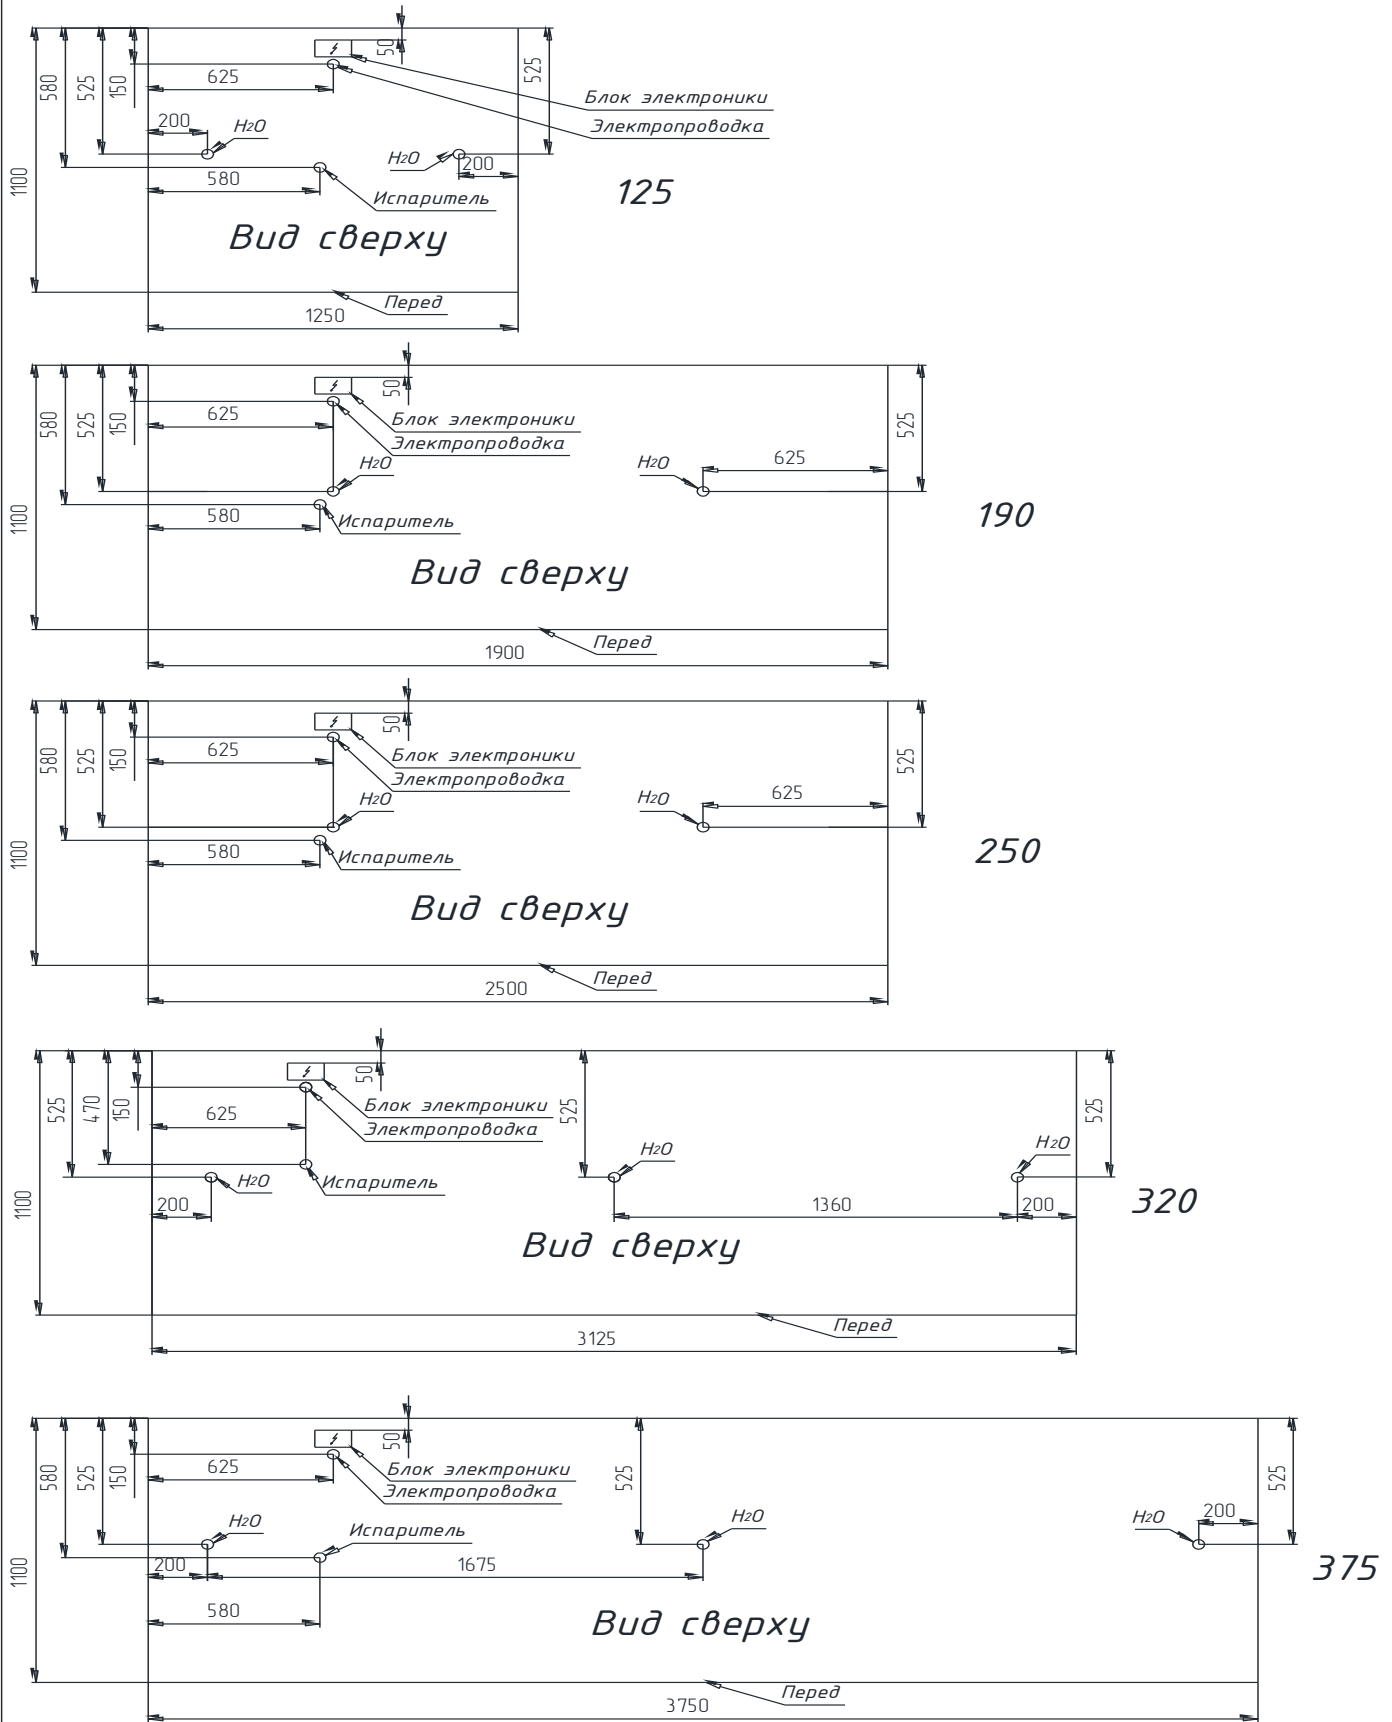 50
580
525
150
625
525
Блок электроники
Электропроводка
200
H2O
H2O
200
1100
580
Испаритель
125
Вид сверху
Перед
1250
50
580
525
150
625
Блок электроники
Электропроводка
525
H2O
H2O
625
1100
580
Испаритель
190
Вид сверху
Перед
1900
50
580
525
150
625
Блок электроники
Электропроводка
525
H2O
H2O
625
1100
580
Испаритель
250
Вид сверху
Перед
2500
50
525
470
150
625
Блок электроники
Электропроводка
525
525
H2O
H2O
H2O
Испаритель
1100
200
1360
200
320
Вид сверху
Перед
3125
50
580
525
150
625
Блок электроники
Электропроводка
525
525
H2O
Испаритель
H2O
H2O
200
1100
200
1675
375
580
Вид сверху
Перед
3750